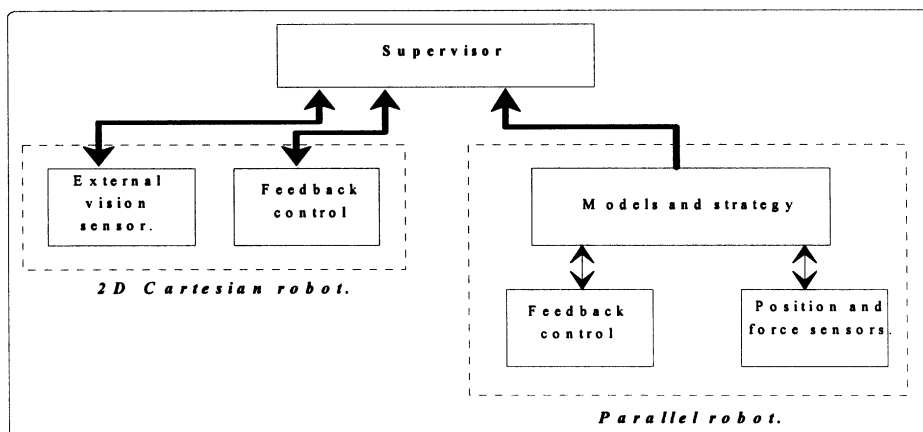 Supervisor
External
vision
sensor.
Feedback
control
2D Cartesian robot.
Models and strategy
Feedback
control
Position and
force sensors.
Parallel robot.